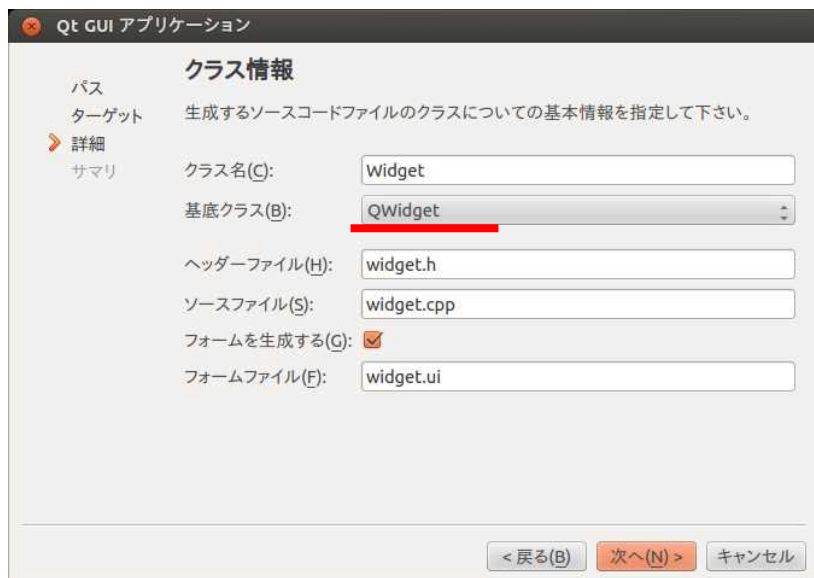 Qt GUI アプリケーション
パス
ターゲット
詳細
サマリ
クラス情報
生成するソースコードファイルのクラスについての基本情報を指定して下さい。
クラス名(C): Widget
基底クラス(B): QWidget
ヘッダーファイル(H): widget.h
ソースファイル(S): widget.cpp
フォームを生成する(G):
フォームファイル(F): widget.ui
< 戻る(B) 次へ(N) > キャンセル